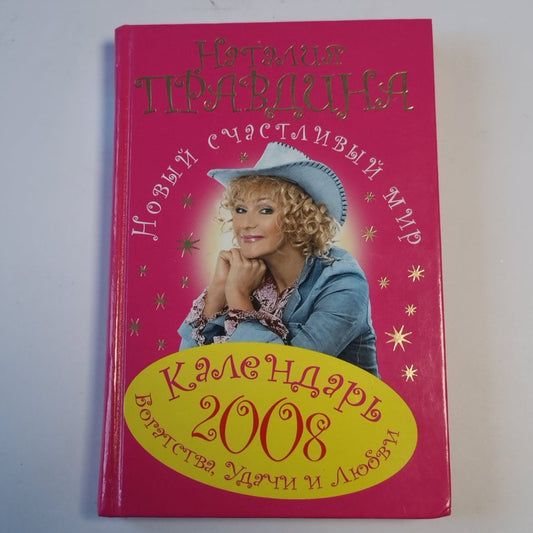 Наталия
ПРАВДИНА
Новый счастливый мир
Календарь
2008
Богатства, Удачи и Любви